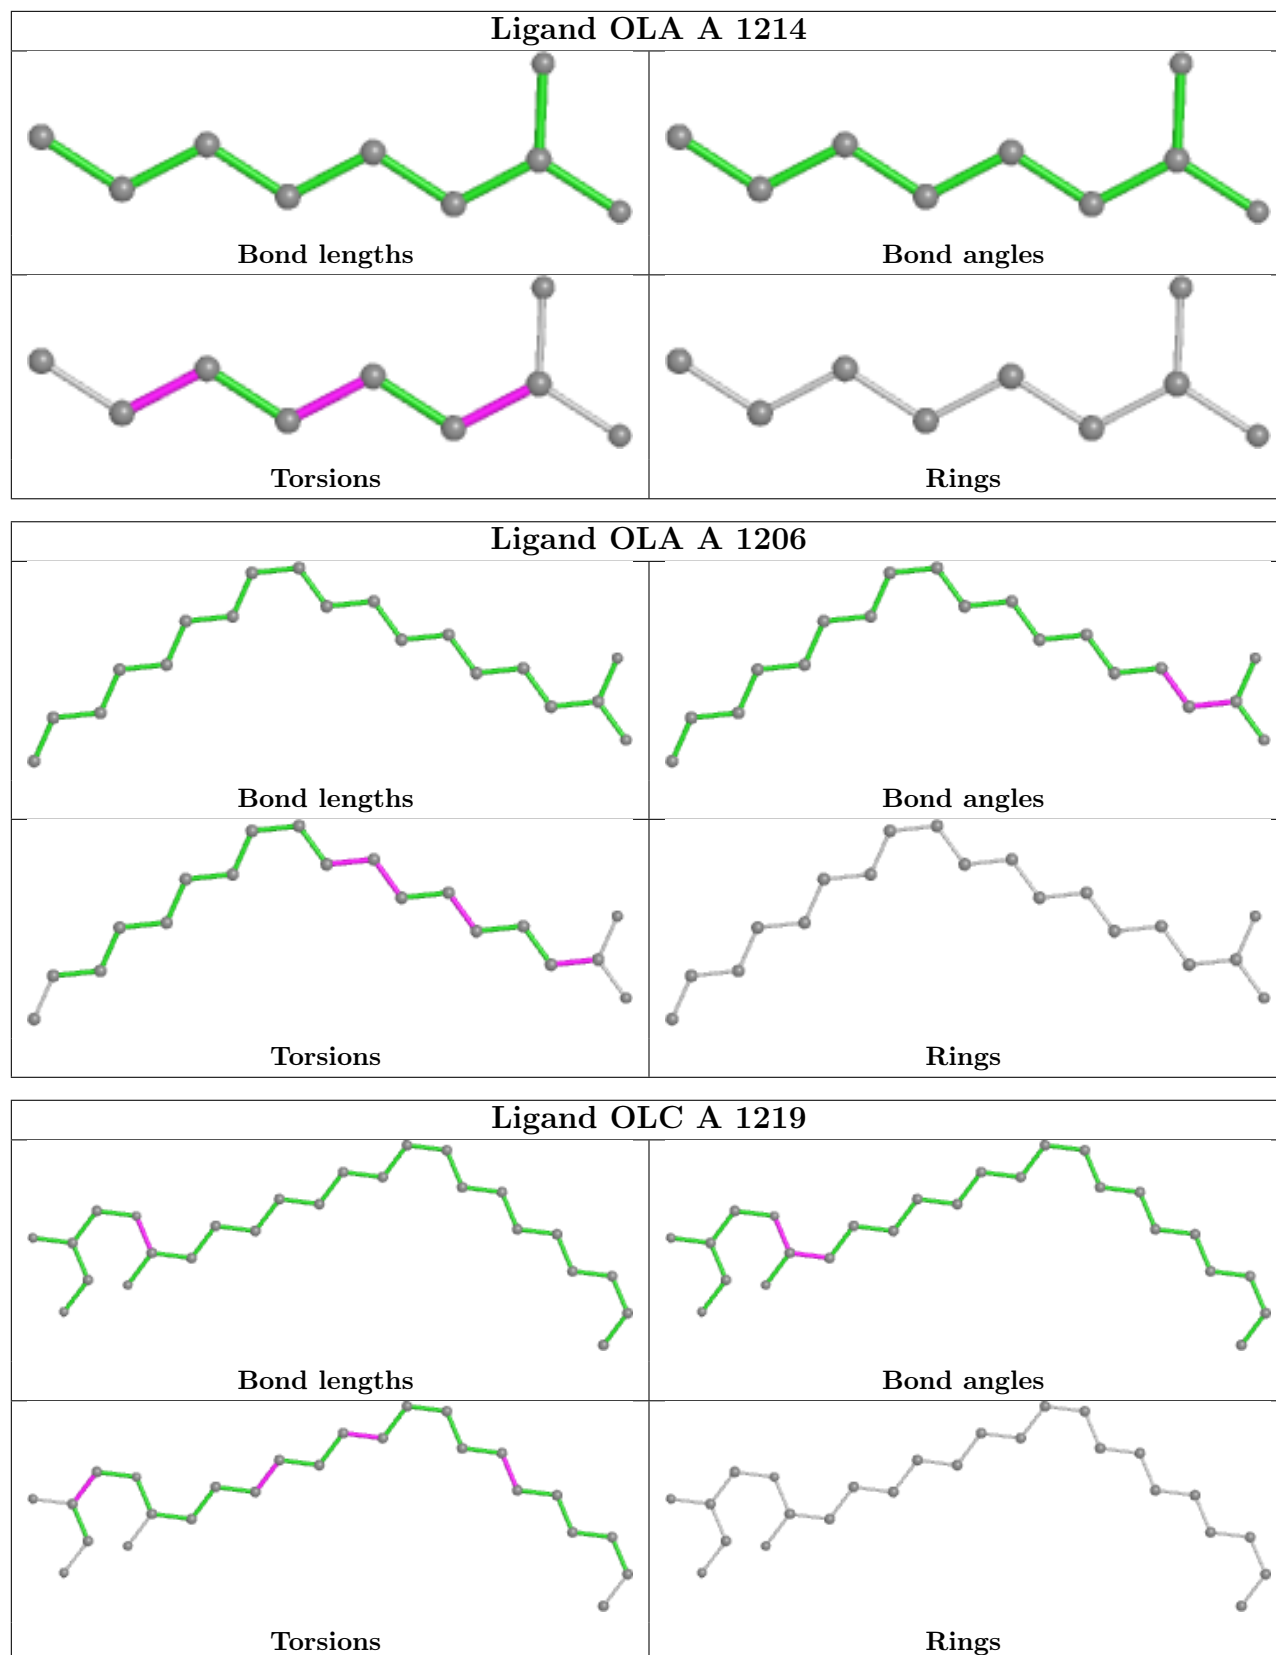 Ligand OLA A 1214
Bond lengths
Bond angles
Torsions
Rings
Ligand OLA A 1206
Bond lengths
Bond angles
Torsions
Rings
Ligand OLC A 1219
Bond lengths
Bond angles
Torsions
Rings